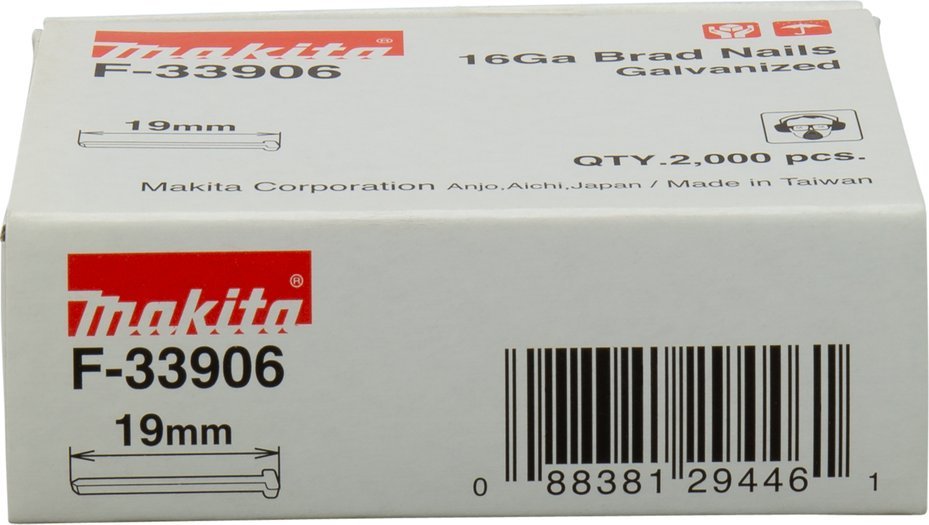 makita®
F-33906
16Ga Brad Nails
Galvanized
19mm
QTY.2,000 pcs.
Makita Corporation Anjo,Aichi,Japan / Made in Taiwan
makita®
F-33906
19mm
0 88381 29446 1